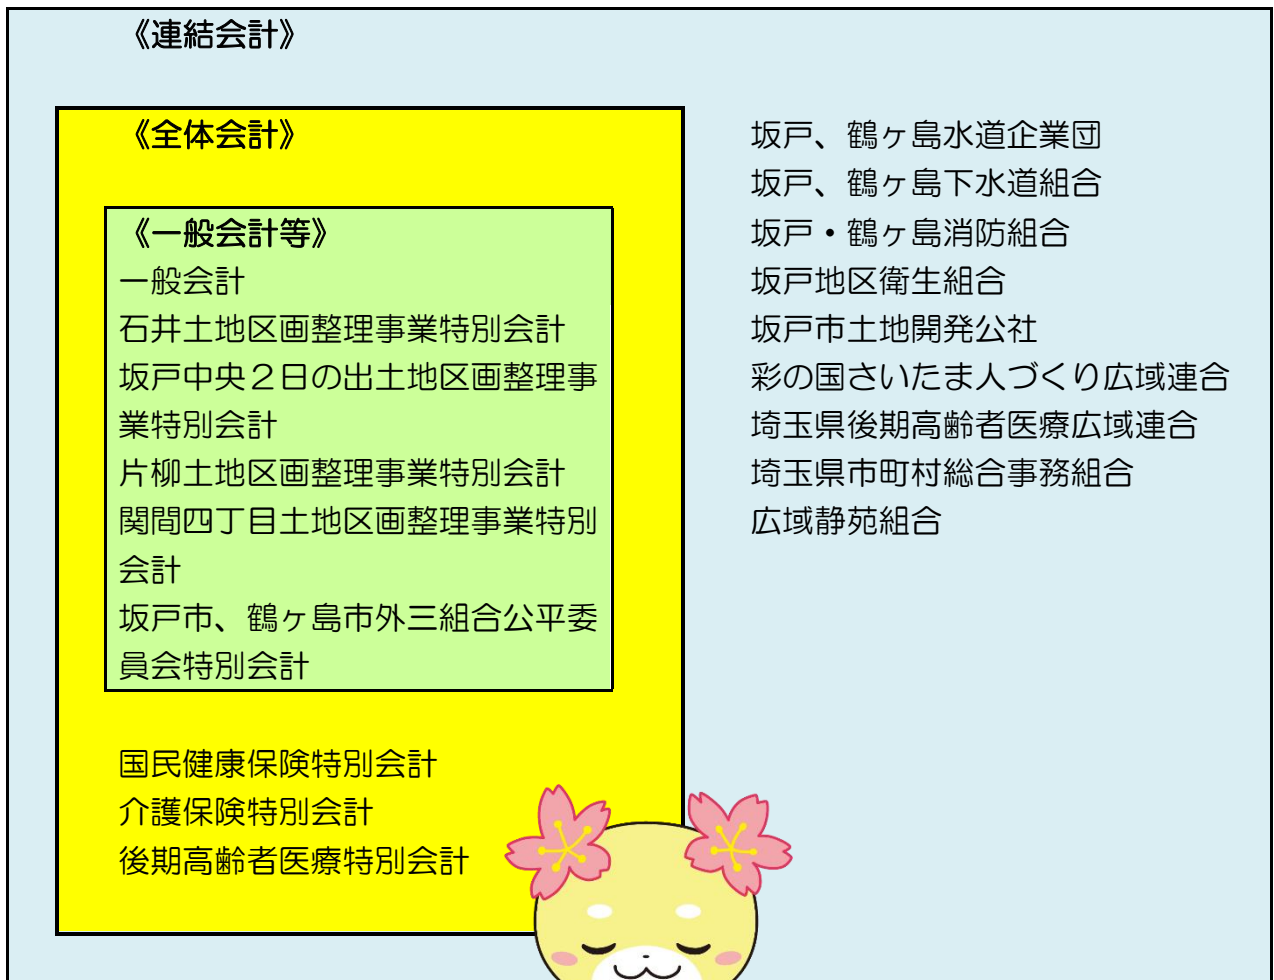 《連結会計》
《全体会計》
《一般会計等》
一般会計
石井土地区画整理事業特別会計
坂戸中央２日の出土地区画整理事
業特別会計
片柳土地区画整理事業特別会計
関間四丁目土地区画整理事業特別
会計
坂戸市、鶴ヶ島市外三組合公平委
員会特別会計
国民健康保険特別会計
介護保険特別会計
後期高齢者医療特別会計
坂戸、鶴ヶ島水道企業団
坂戸、鶴ヶ島下水道組合
坂戸・鶴ヶ島消防組合
坂戸地区衛生組合
坂戸市土地開発公社
彩の国さいたま人づくり広域連合
埼玉県後期高齢者医療広域連合
埼玉県市町村総合事務組合
広域静苑組合